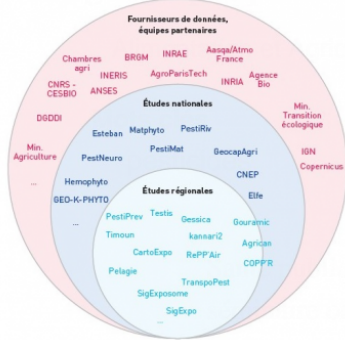 Fournisseurs de données,
équipes partenaires
Chambres
agri
BRGM
INRAE
Aasqa/Atmo
France
CNRS -
CESBIO
INERIS
ANSES
AgroParisTech
INRIA
Agence
Bio
DGDDI
Min.
Transition
écologique
Min.
Agriculture
...
IGN
Copernicus
Études nationales
Esteban
Matphyto
PestiRiv
PestNeuro
PestiMat
GeocapAgri
Hemophyto
CNEP
GEO-K-PHYTO
Elfe
...
Études régionales
PestiPrev
Testis
Gessica
Gouramic
Timoun
kannari2
Agrican
CartoExpo
RePP'Air
COPP'R
Pelagie
TranspoPest
SigExposome
SigExpo
...